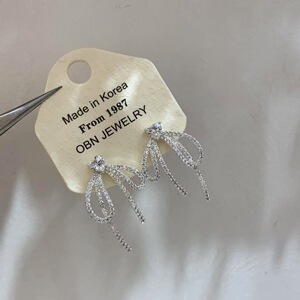 Made in Korea
From 1987
OBN JEWELRY